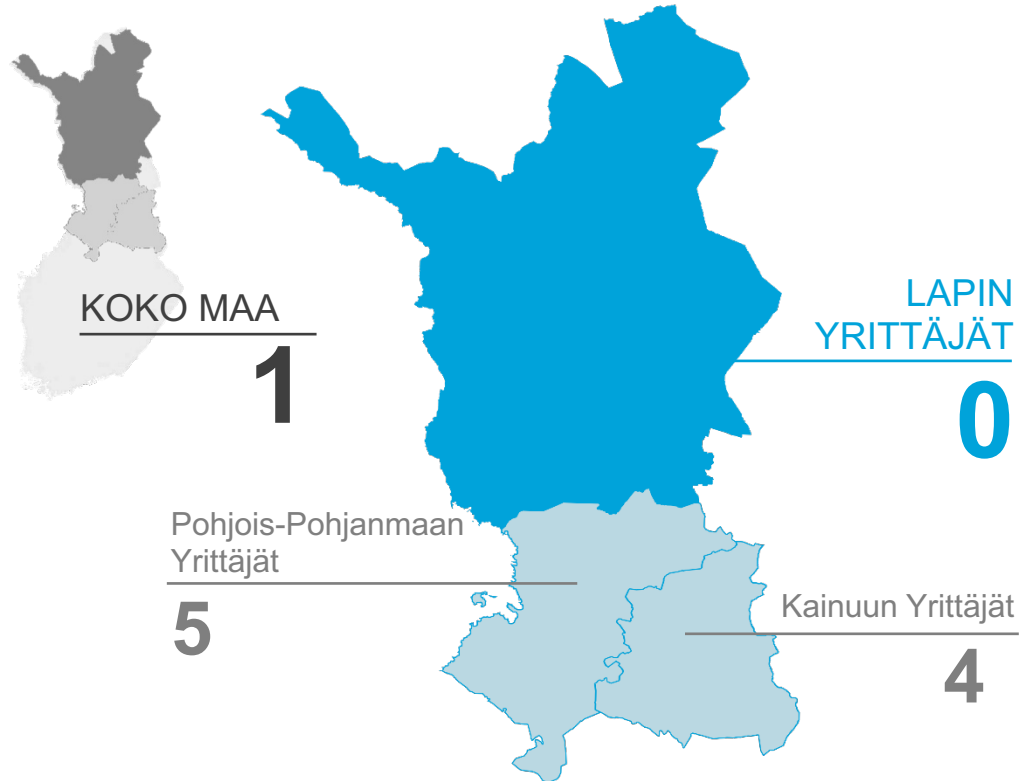 KOKO MAA
1
LAPIN
YRITTÄJÄT
0
Pohjois-Pohjanmaan
Yrittäjät
5
Kainuun Yrittäjät
4